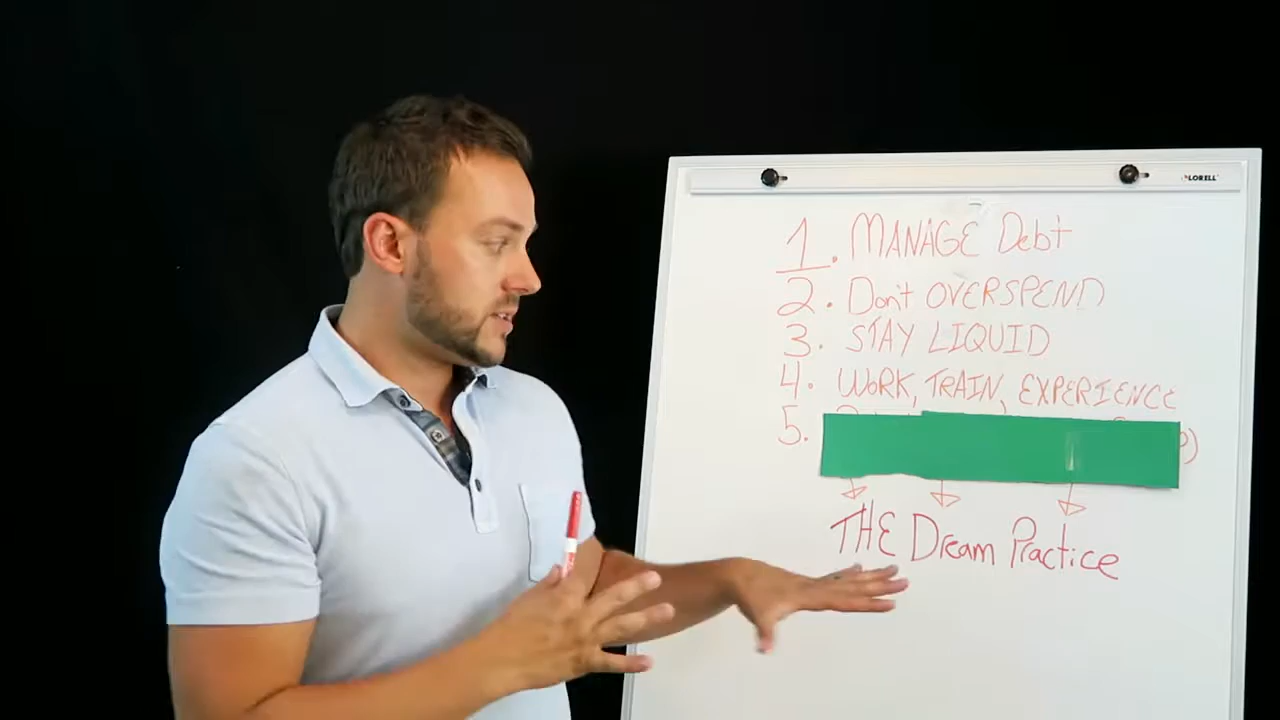 LORELL
1. MANAGE Debt
2. Don't OVERSPEND
3. STAY LIQUID
4. WORK, TRAIN, EXPERIENCE
5.
THE Dream Practice